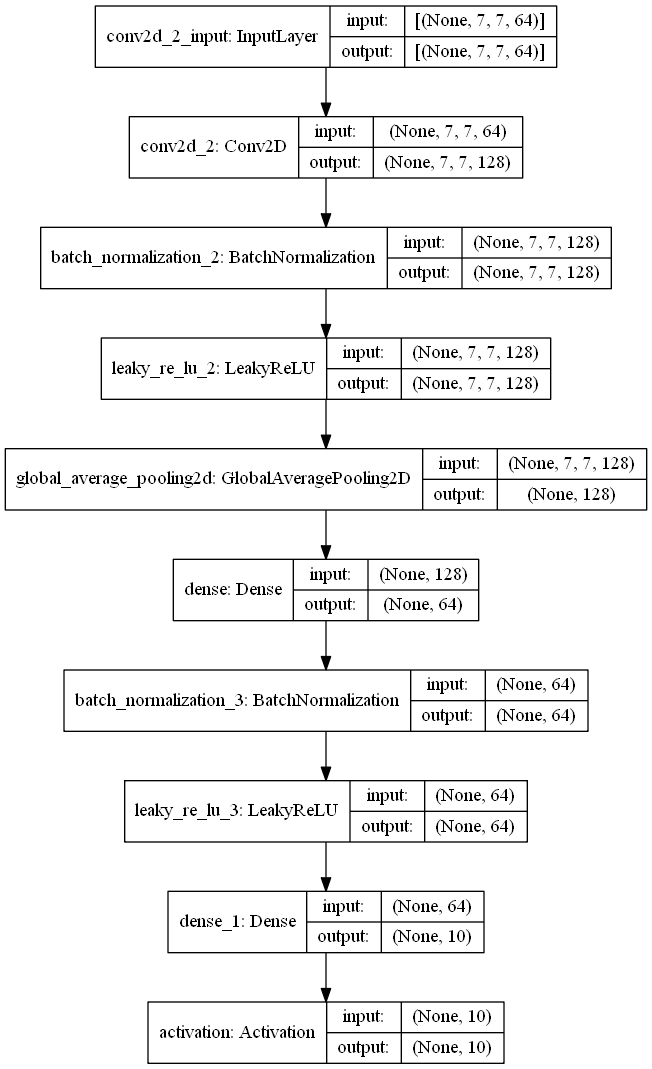 conv2d_2_input: InputLayer
input: [(None, 7, 7, 64)]
output: [(None, 7, 7, 64)]
conv2d_2: Conv2D
input: (None, 7, 7, 64)
output: (None, 7, 7, 128)
batch_normalization_2: BatchNormalization
input: (None, 7, 7, 128)
output: (None, 7, 7, 128)
leaky_re_lu_2: LeakyReLU
input: (None, 7, 7, 128)
output: (None, 7, 7, 128)
global_average_pooling2d: GlobalAveragePooling2D
input: (None, 7, 7, 128)
output: (None, 128)
dense: Dense
input: (None, 128)
output: (None, 64)
batch_normalization_3: BatchNormalization
input: (None, 64)
output: (None, 64)
leaky_re_lu_3: LeakyReLU
input: (None, 64)
output: (None, 64)
dense_1: Dense
input: (None, 64)
output: (None, 10)
activation: Activation
input: (None, 10)
output: (None, 10)